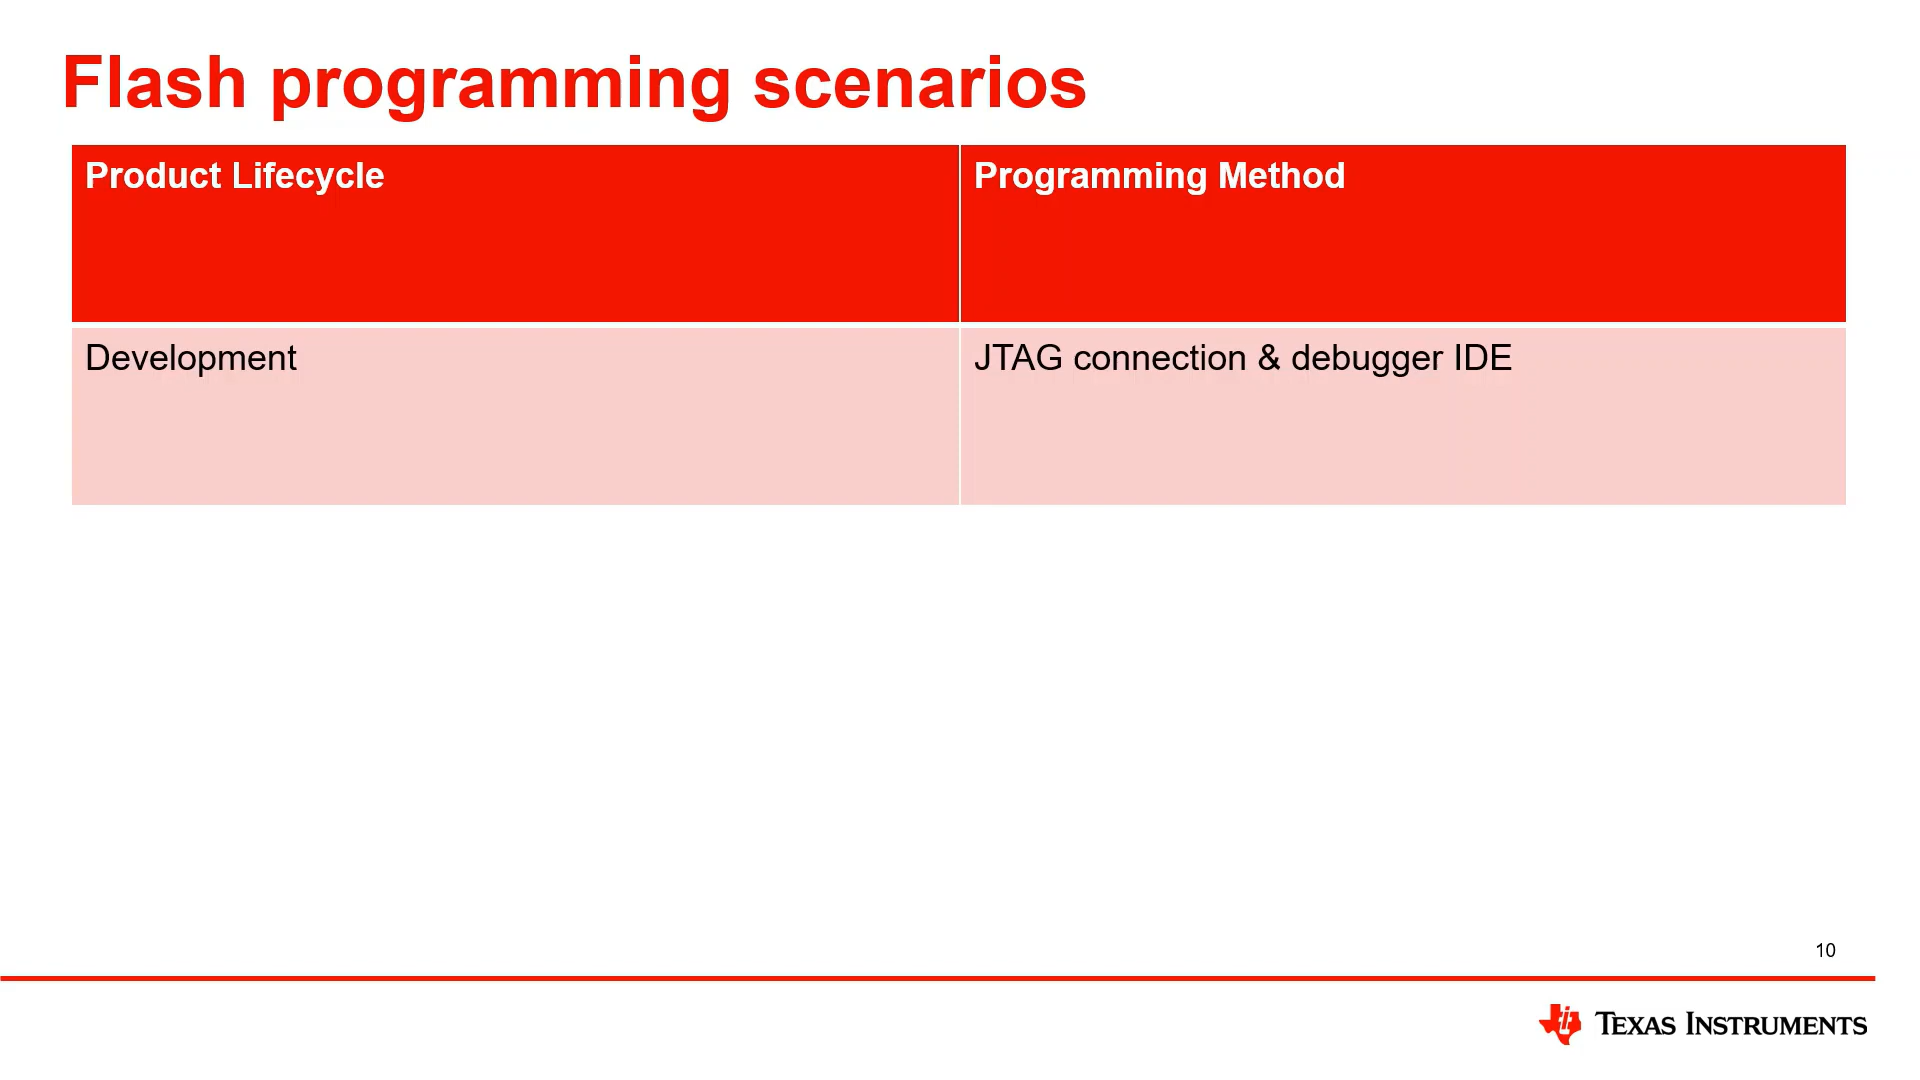 Flash programming scenarios
Product Lifecycle
Programming Method
Development
JTAG connection & debugger IDE
10
TEXAS INSTRUMENTS